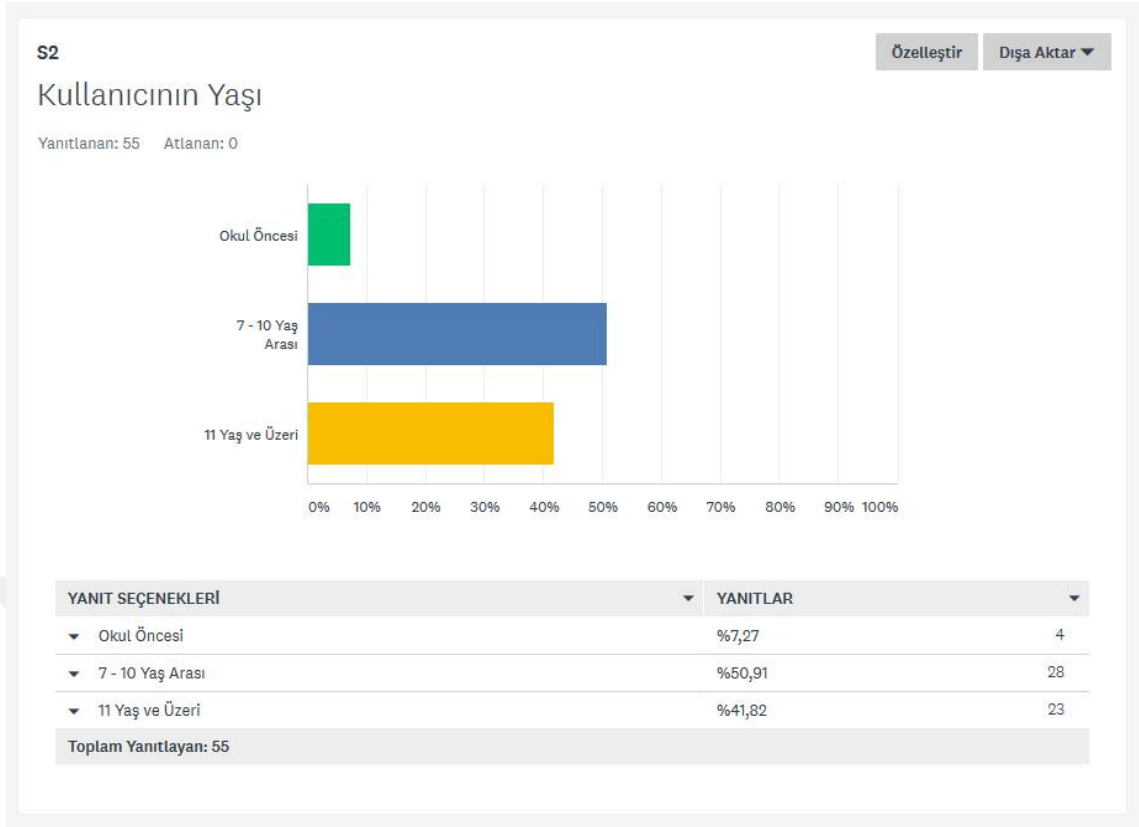 S2
Özelleştir
Dışa Aktar
Kullanıcının Yaşı
Yanıtlanan: 55 Atlanan: 0
Okul Öncesi
7 - 10 Yaş
Arası
11 Yaş ve Üzeri
0% 10% 20% 30% 40% 50% 60% 70% 80% 90% 100%
YANIT SEÇENEKLERİ YANITLAR
Okul Öncesi %7,27 4
7 - 10 Yaş Arası %50,91 28
11 Yaş ve Üzeri %41,82 23
Toplam Yanıtlayan: 55